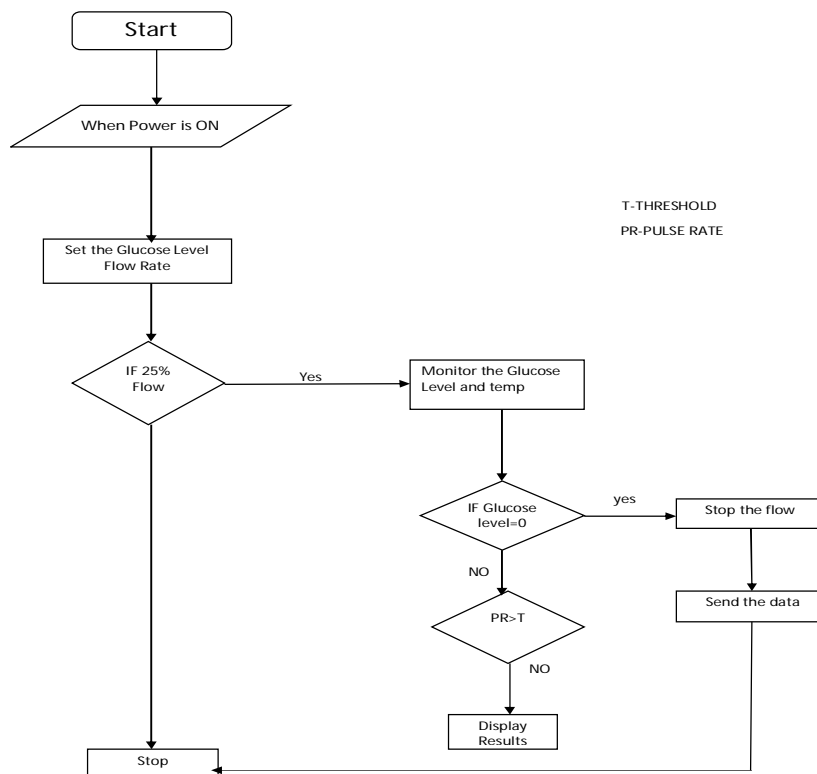 Start
When Power is ON
T-THRESHOLD
PR-PULSE RATE
Set the Glucose Level
Flow Rate
IF 25%
Flow
Yes
Monitor the Glucose
Level and temp
IF Glucose
level=0
yes
Stop the flow
NO
Send the data
PR>T
NO
Display
Results
Stop